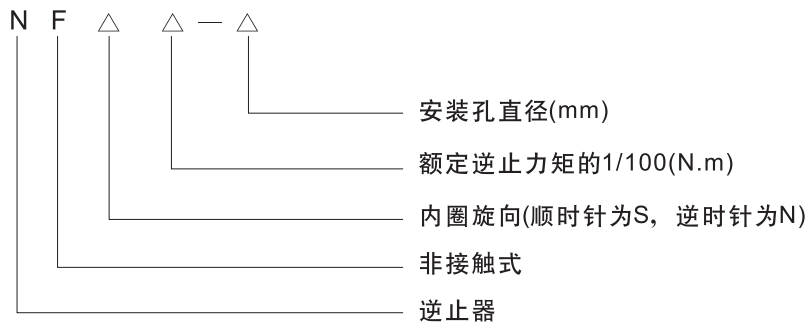 N F △ △ — △
安装孔直径(mm)
额定逆止力矩的1/100(N.m)
内圈旋向(顺时针为S，逆时针为N)
非接触式
逆止器